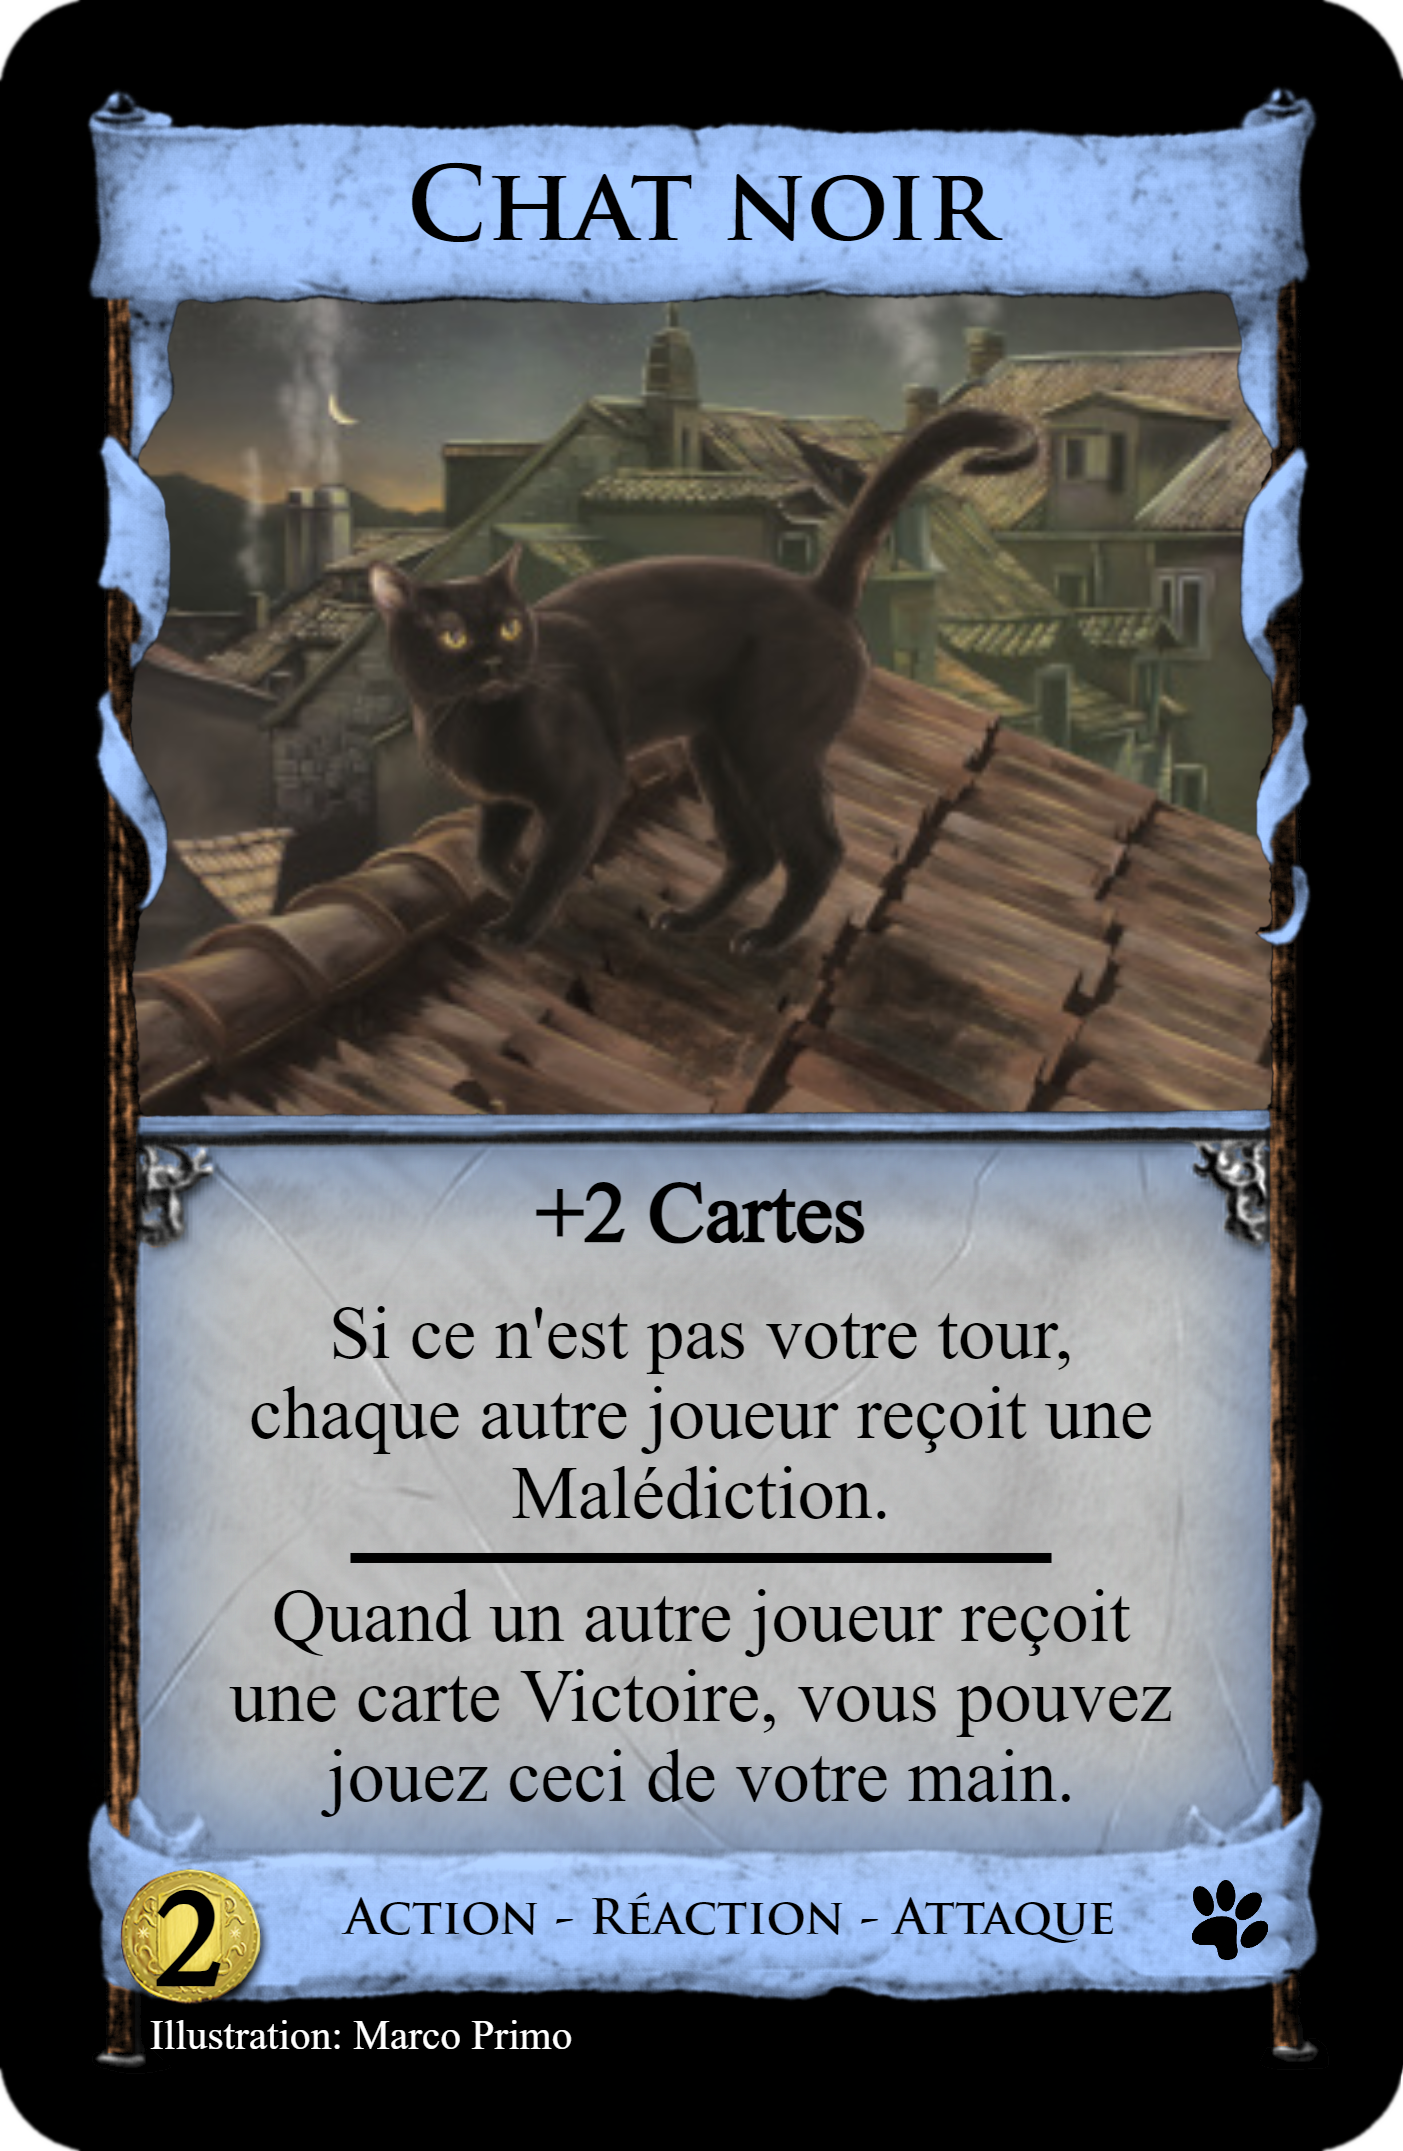 Chat noir
+2 Cartes
Si ce n'est pas votre tour,
chaque autre joueur reçoit une
Malédiction.
Quand un autre joueur reçoit
une carte Victoire, vous pouvez
jouez ceci de votre main.
2
Action - Réaction - Attaque
Illustration: Marco Primo